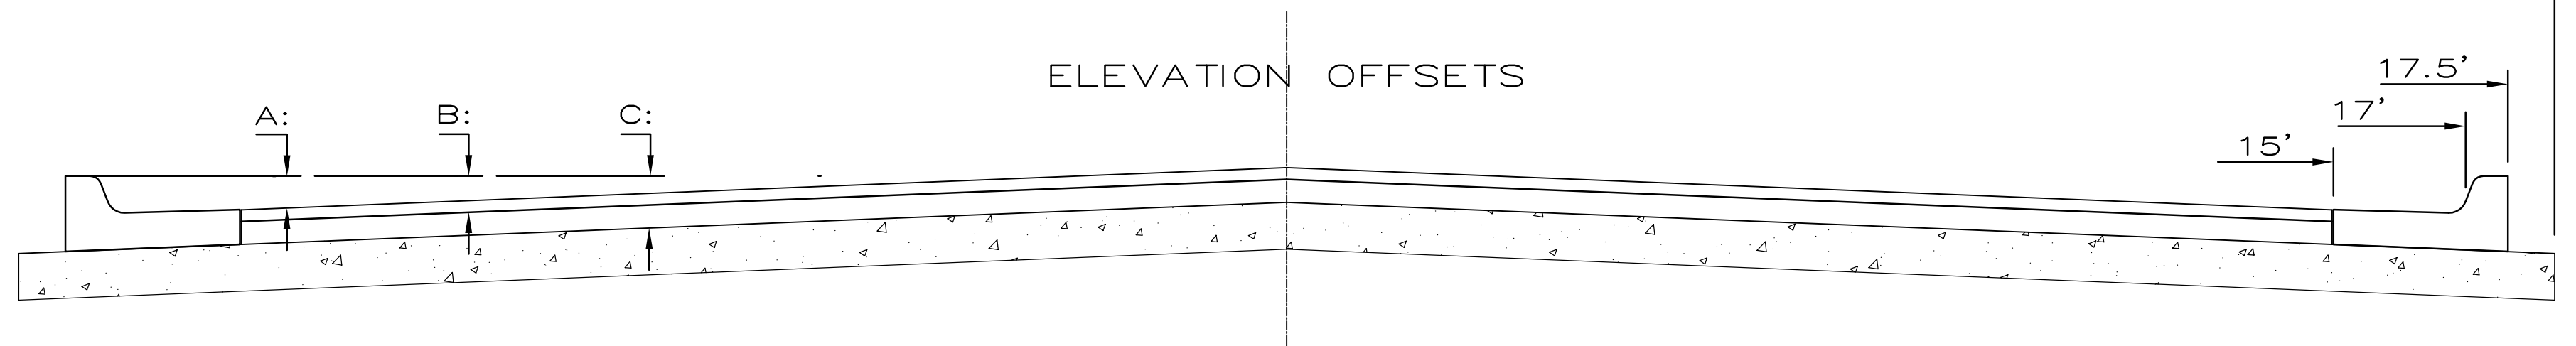 ELEVATION OFFSETS
17.5’
17’
15’
A:
B:
C: